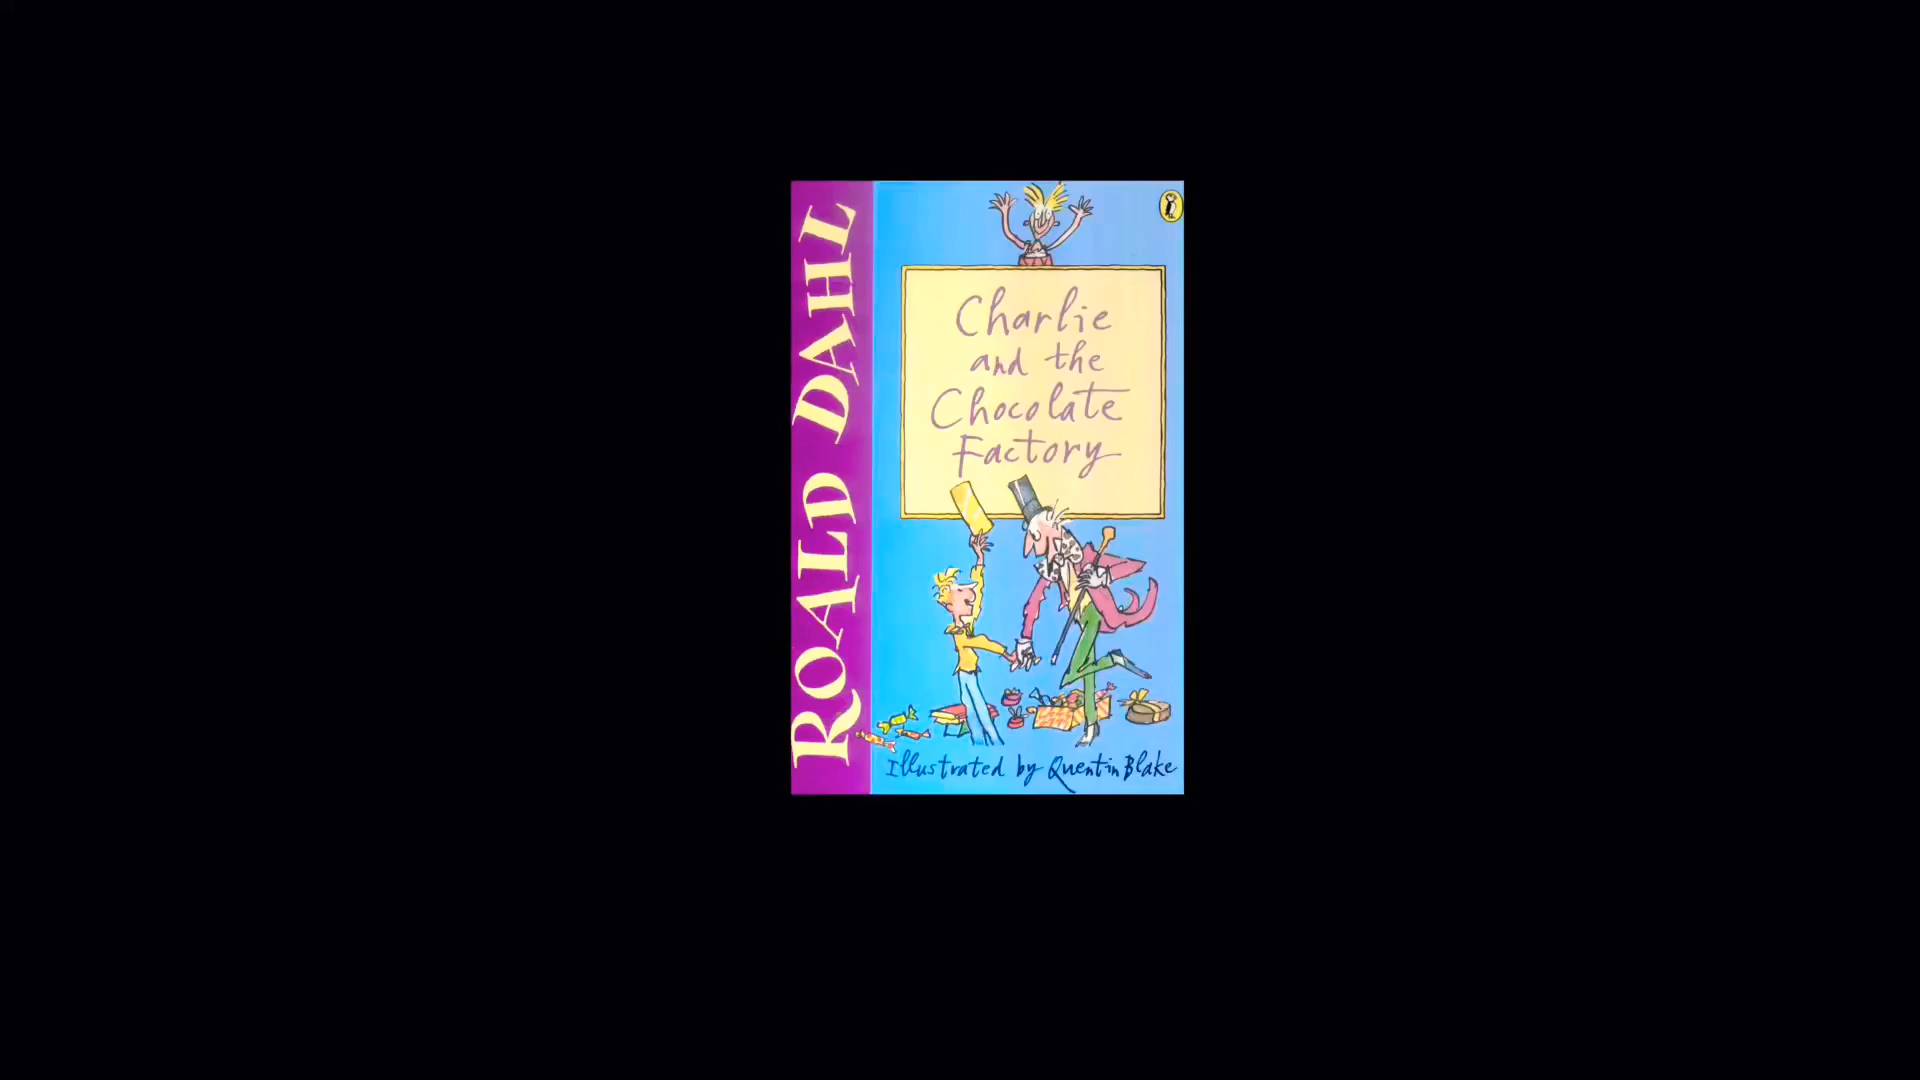 ROALD DAHL
Charlie
and the
Chocolate
Factory
Illustrated by Quentin Blake